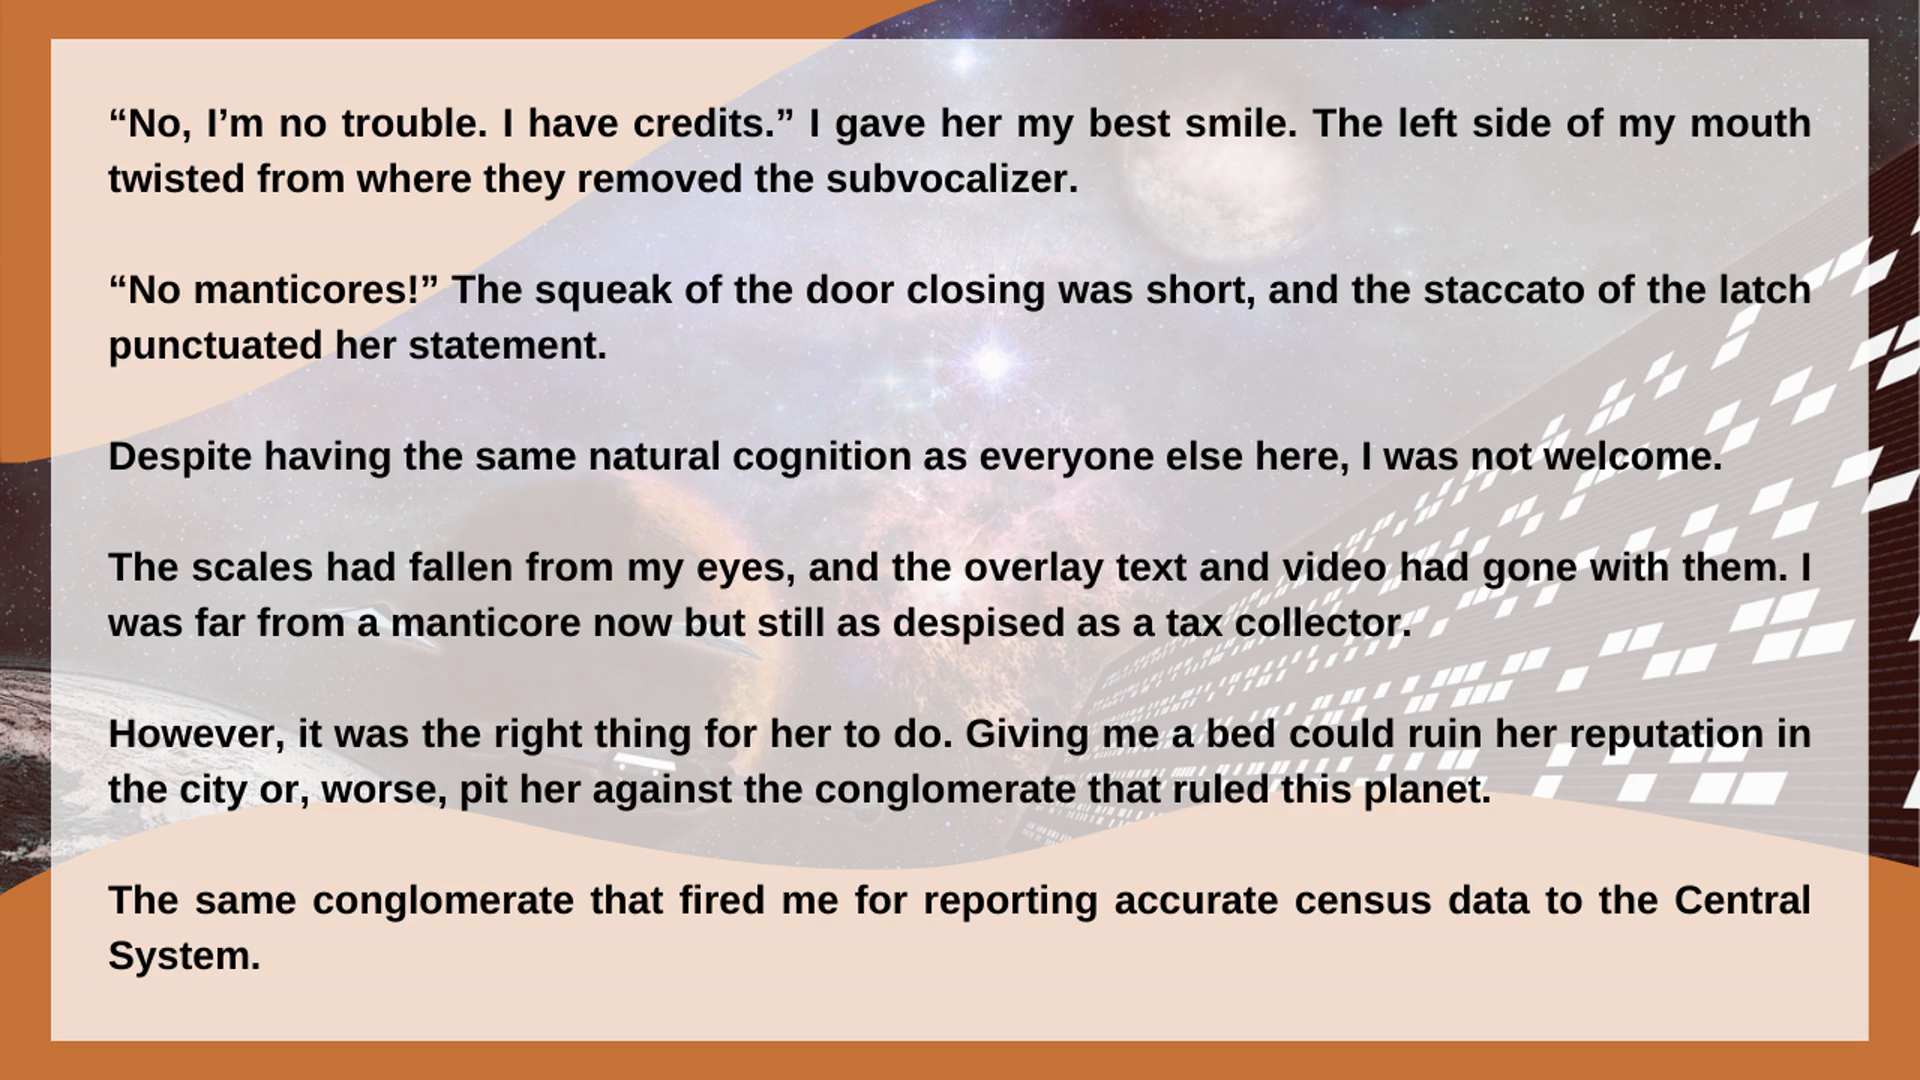 “No, I’m no trouble. I have credits.” I gave her my best smile. The left side of my mouth
twisted from where they removed the subvocalizer.
“No manticores!” The squeak of the door closing was short, and the staccato of the latch
punctuated her statement.
Despite having the same natural cognition as everyone else here, I was not welcome.
The scales had fallen from my eyes, and the overlay text and video had gone with them. I
was far from a manticore now but still as despised as a tax collector.
However, it was the right thing for her to do. Giving me a bed could ruin her reputation in
the city or, worse, pit her against the conglomerate that ruled this planet.
The same conglomerate that fired me for reporting accurate census data to the Central
System.